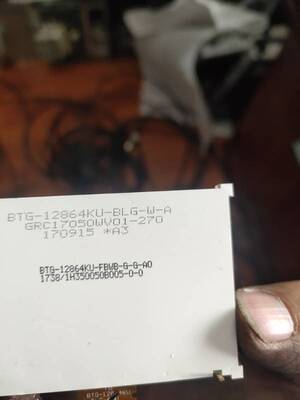 BTG-12864KU-BLG-W-A
GRC17050WV01-270
170915 *A3
BTG-12864KU-FBWB-G-G-A0
1738/1H350050B005-0-0